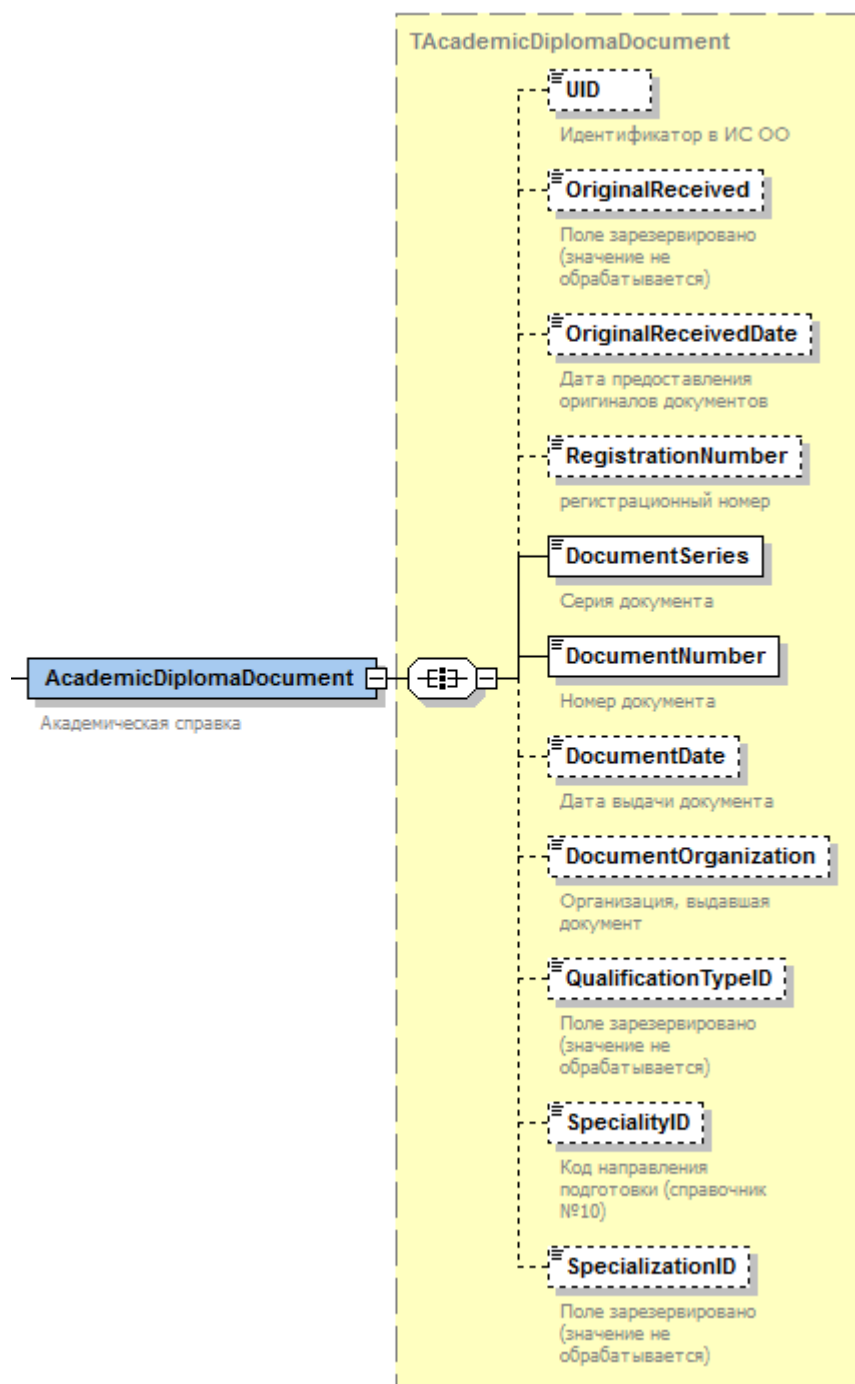 TAcademicDiplomaDocument
UID
Идентификатор в ИС ОО
OriginalReceived
Поле зарезервировано
(значение не
обрабатывается)
OriginalReceivedDate
Дата предоставления
оригиналов документов
RegistrationNumber
регистрационный номер
DocumentSeries
Серия документа
AcademicDiplomaDocument
Академическая справка
DocumentNumber
Номер документа
DocumentDate
Дата выдачи документа
DocumentOrganization
Организация, выдавшая
документ
QualificationTypeID
Поле зарезервировано
(значение не
обрабатывается)
SpecialityID
Код направления
подготовки (справочник
№10)
SpecializationID
Поле зарезервировано
(значение не
обрабатывается)